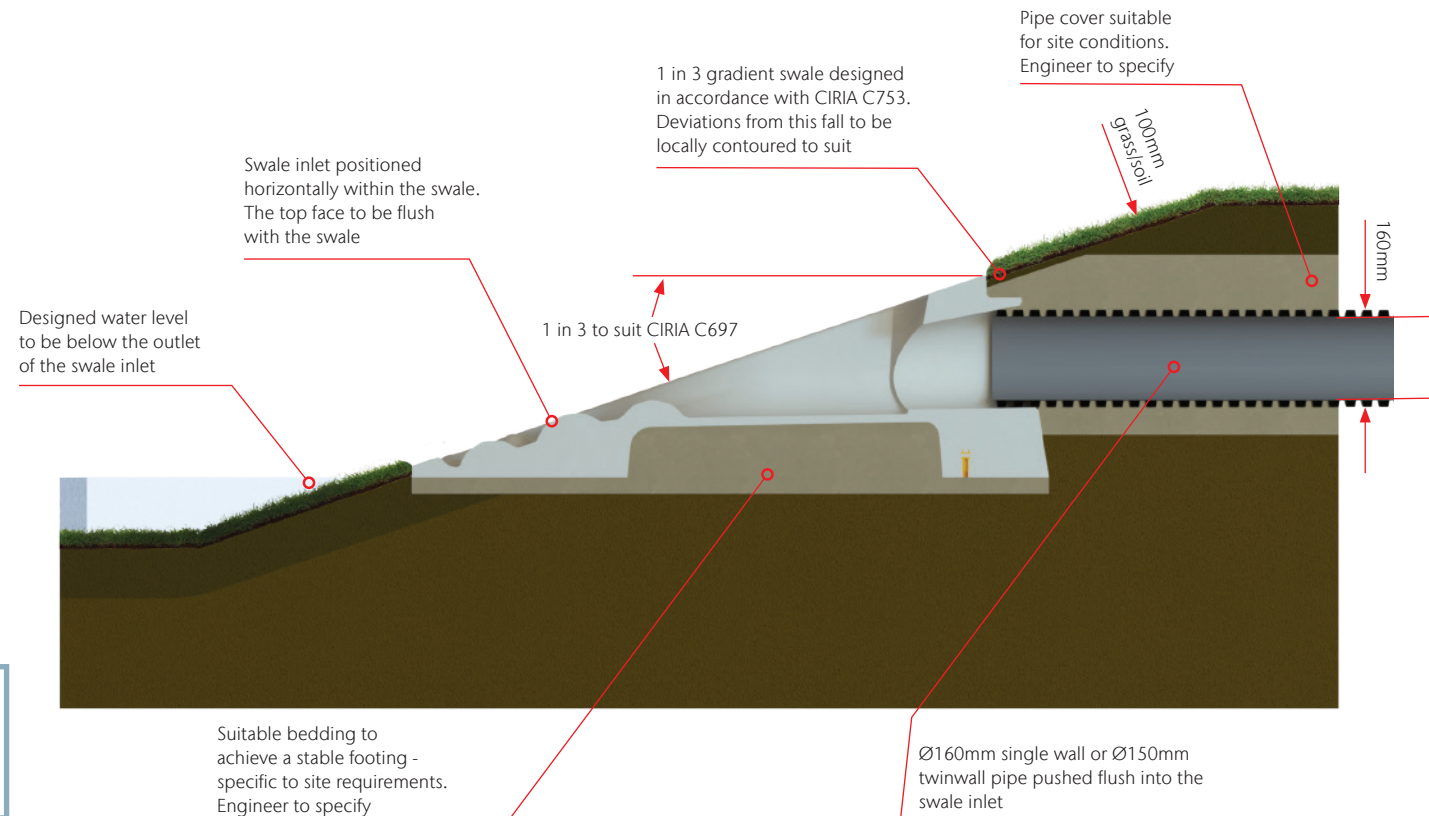 Pipe cover suitable
for site conditions.
Engineer to specify
1 in 3 gradient swale designed
in accordance with CIRIA C753.
Deviations from this fall to be
locally contoured to suit
100mm
grass/soil
Swale inlet positioned
horizontally within the swale.
The top face to be flush
with the swale
160mm
Designed water level
to be below the outlet
of the swale inlet
1 in 3 to suit CIRIA C697
Suitable bedding to
achieve a stable footing -
specific to site requirements.
Engineer to specify
Ø160mm single wall or Ø150mm
twinwall pipe pushed flush into the
swale inlet